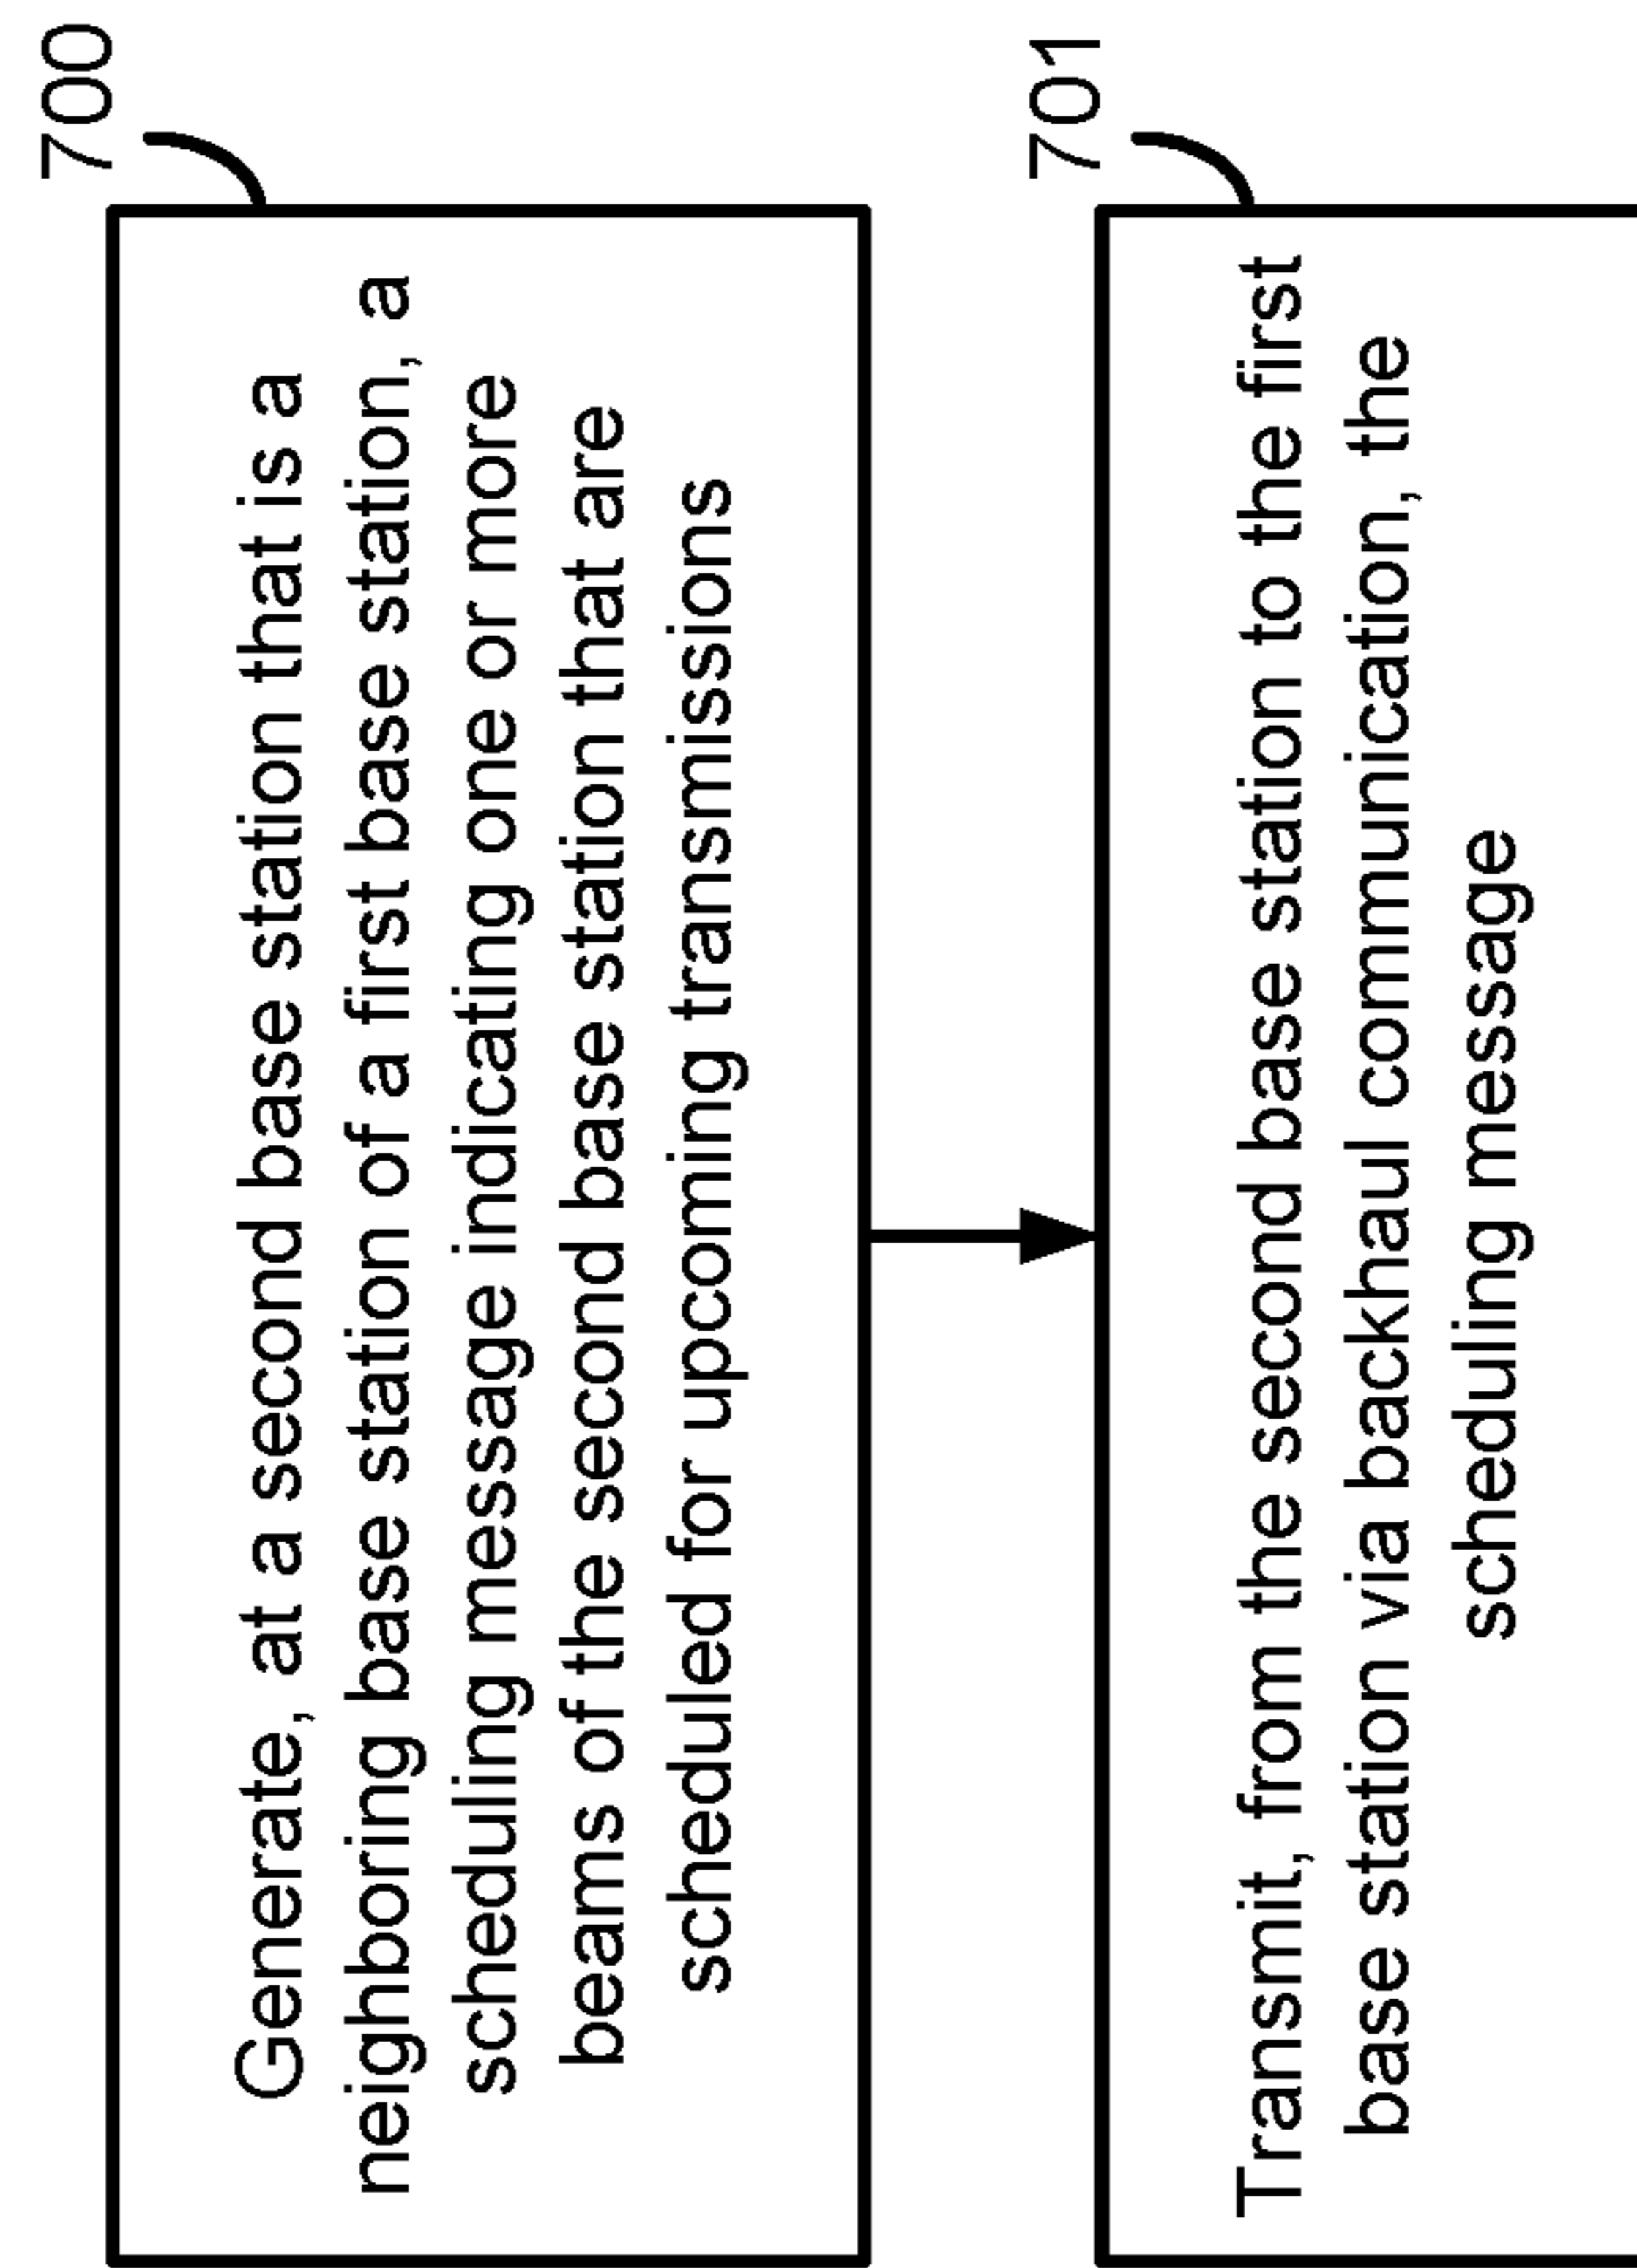 700
Generate, at a second base station that is a
neighboring base station of a first base station, a
scheduling message indicating one or more
beams of the second base station that are
scheduled for upcoming transmissions
701
Transmit, from the second base station to the first
base station via backhaul communication, the
scheduling message